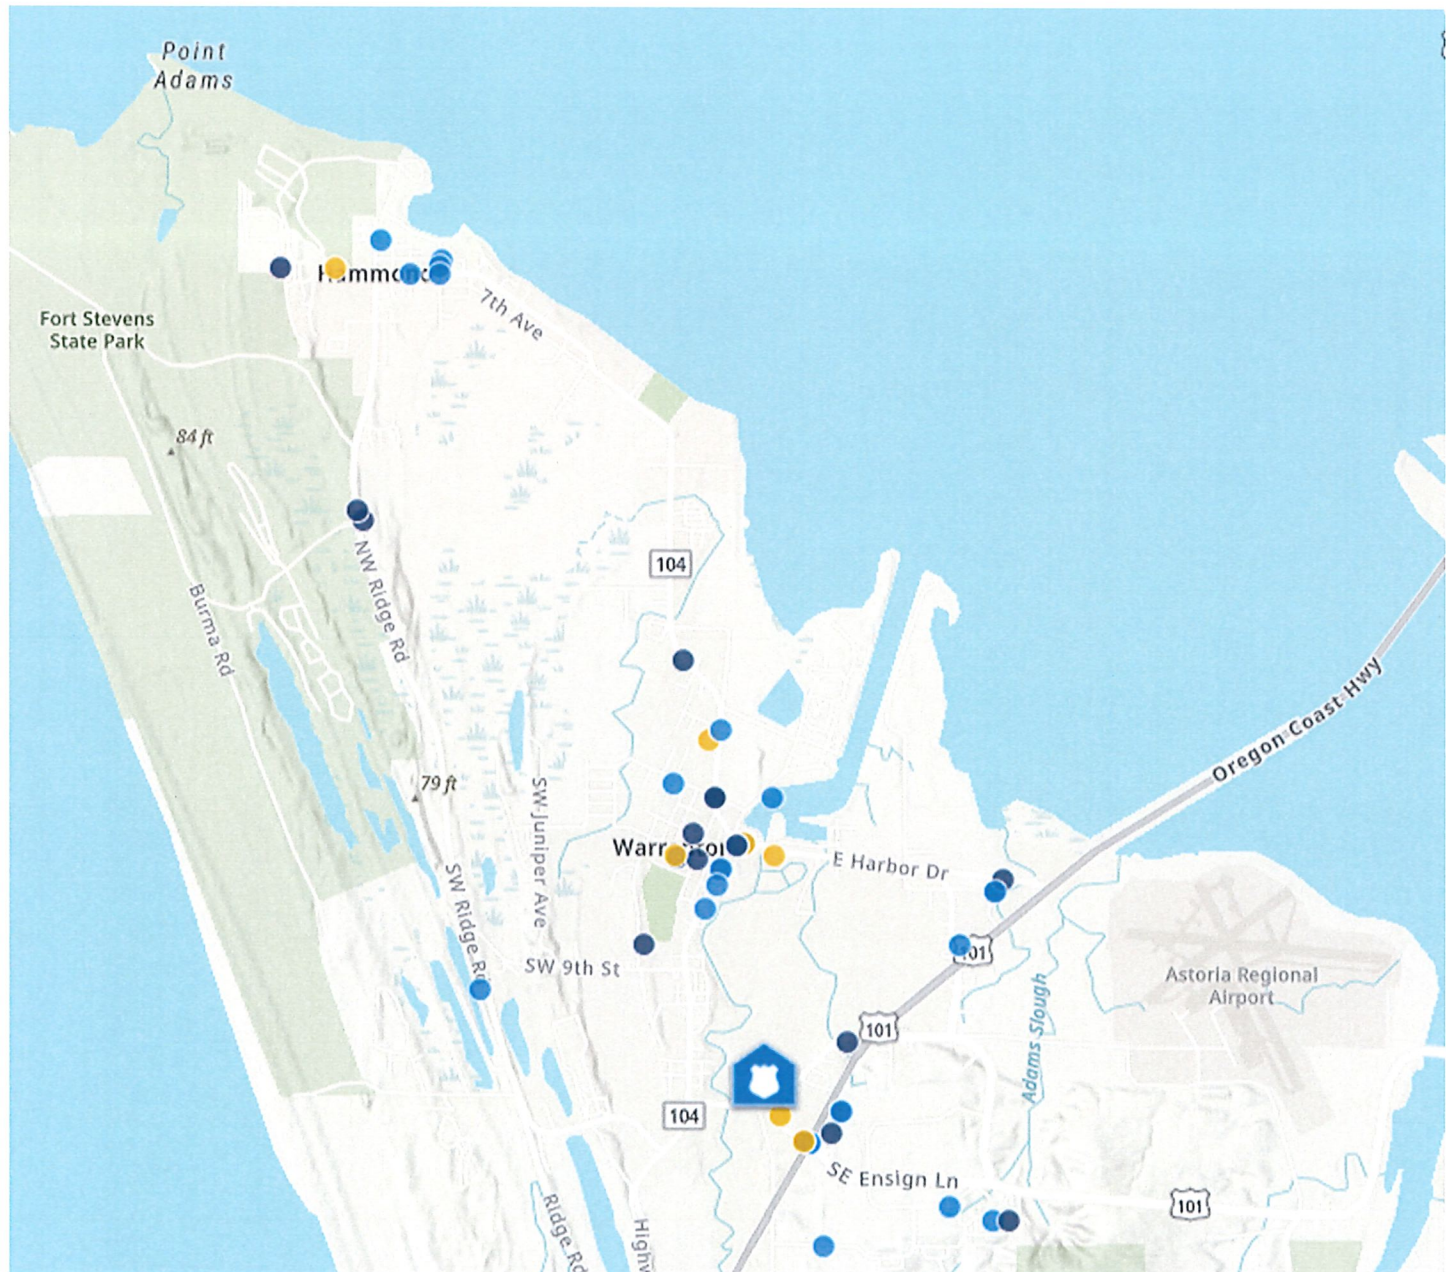 Point
Adams
7th Ave
Fort Stevens
State Park
84 ft
104
NW Ridge Rd
Burma Rd
Oregon Coast Hwy
79 ft
SW Juniper Ave
E Harbor Dr
SW Ridge Rd
101
SW 9th St
Astoria Regional
Airport
Adams Slough
101
104
SE Ensign Ln
101
Ridge Rd